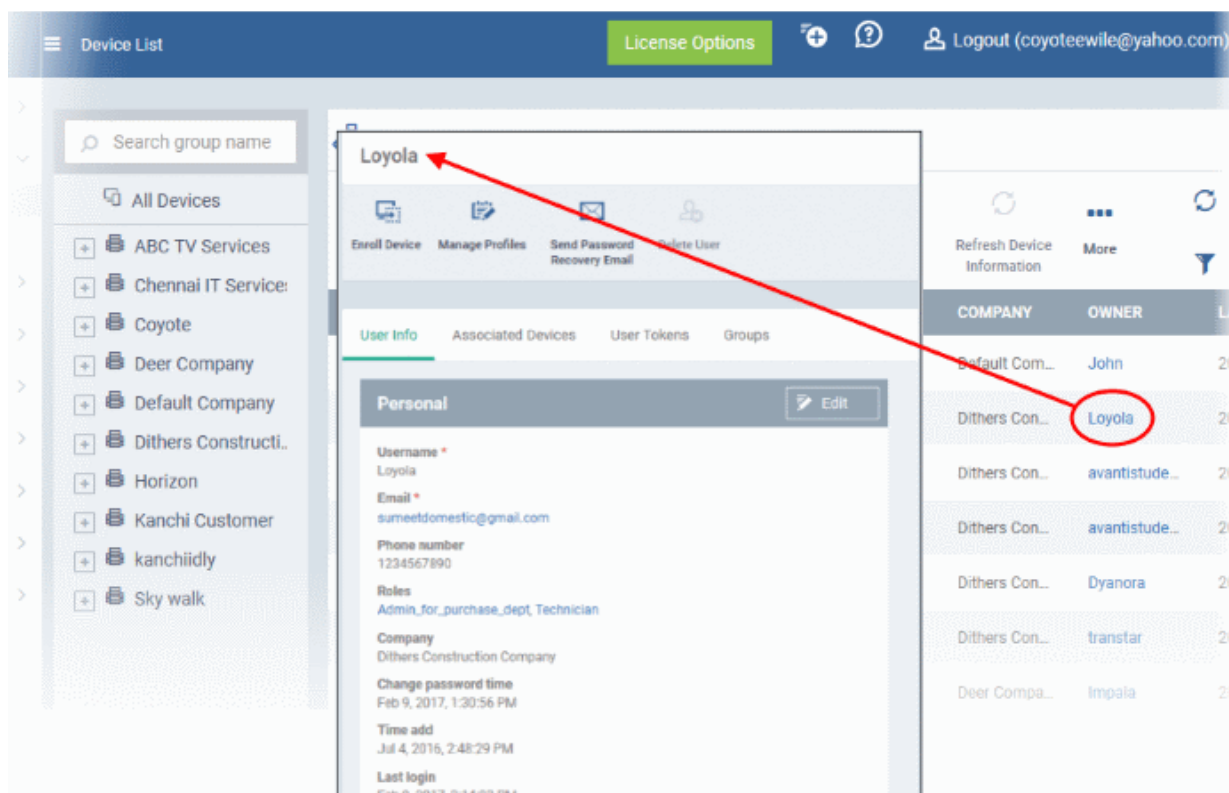 Device List
License Options
Logout (coyoteewile@yahoo.com)
Search group name
All Devices
ABC TV Services
Chennai IT Service
Coyote
Deer Company
Default Company
Dithers Constructi..
Horizon
Kanchi Customer
kanchiidly
Sky walk
Loyola
Enroll Device
Manage Profiles
Send Password
Recovery Email
Delete User
User Info
Associated Devices
User Tokens
Groups
Personal
Edit
Username *
Loyola
Email *
sumeetdomestic@gmail.com
Phone number
1234567890
Roles
Admin_for_purchase_dept, Technician
Company
Dithers Construction Company
Change password time
Feb 9, 2017, 1:30:56 PM
Time add
Jul 4, 2016, 2:48:29 PM
Last login
Refresh Device
Information
More
COMPANY OWNER
Default Com... John
Dithers Con... Loyola
Dithers Con... avantistude...
Dithers Con... avantistude...
Dithers Con... Dyanora
Dithers Con... transtar
Deer Compa... Impala